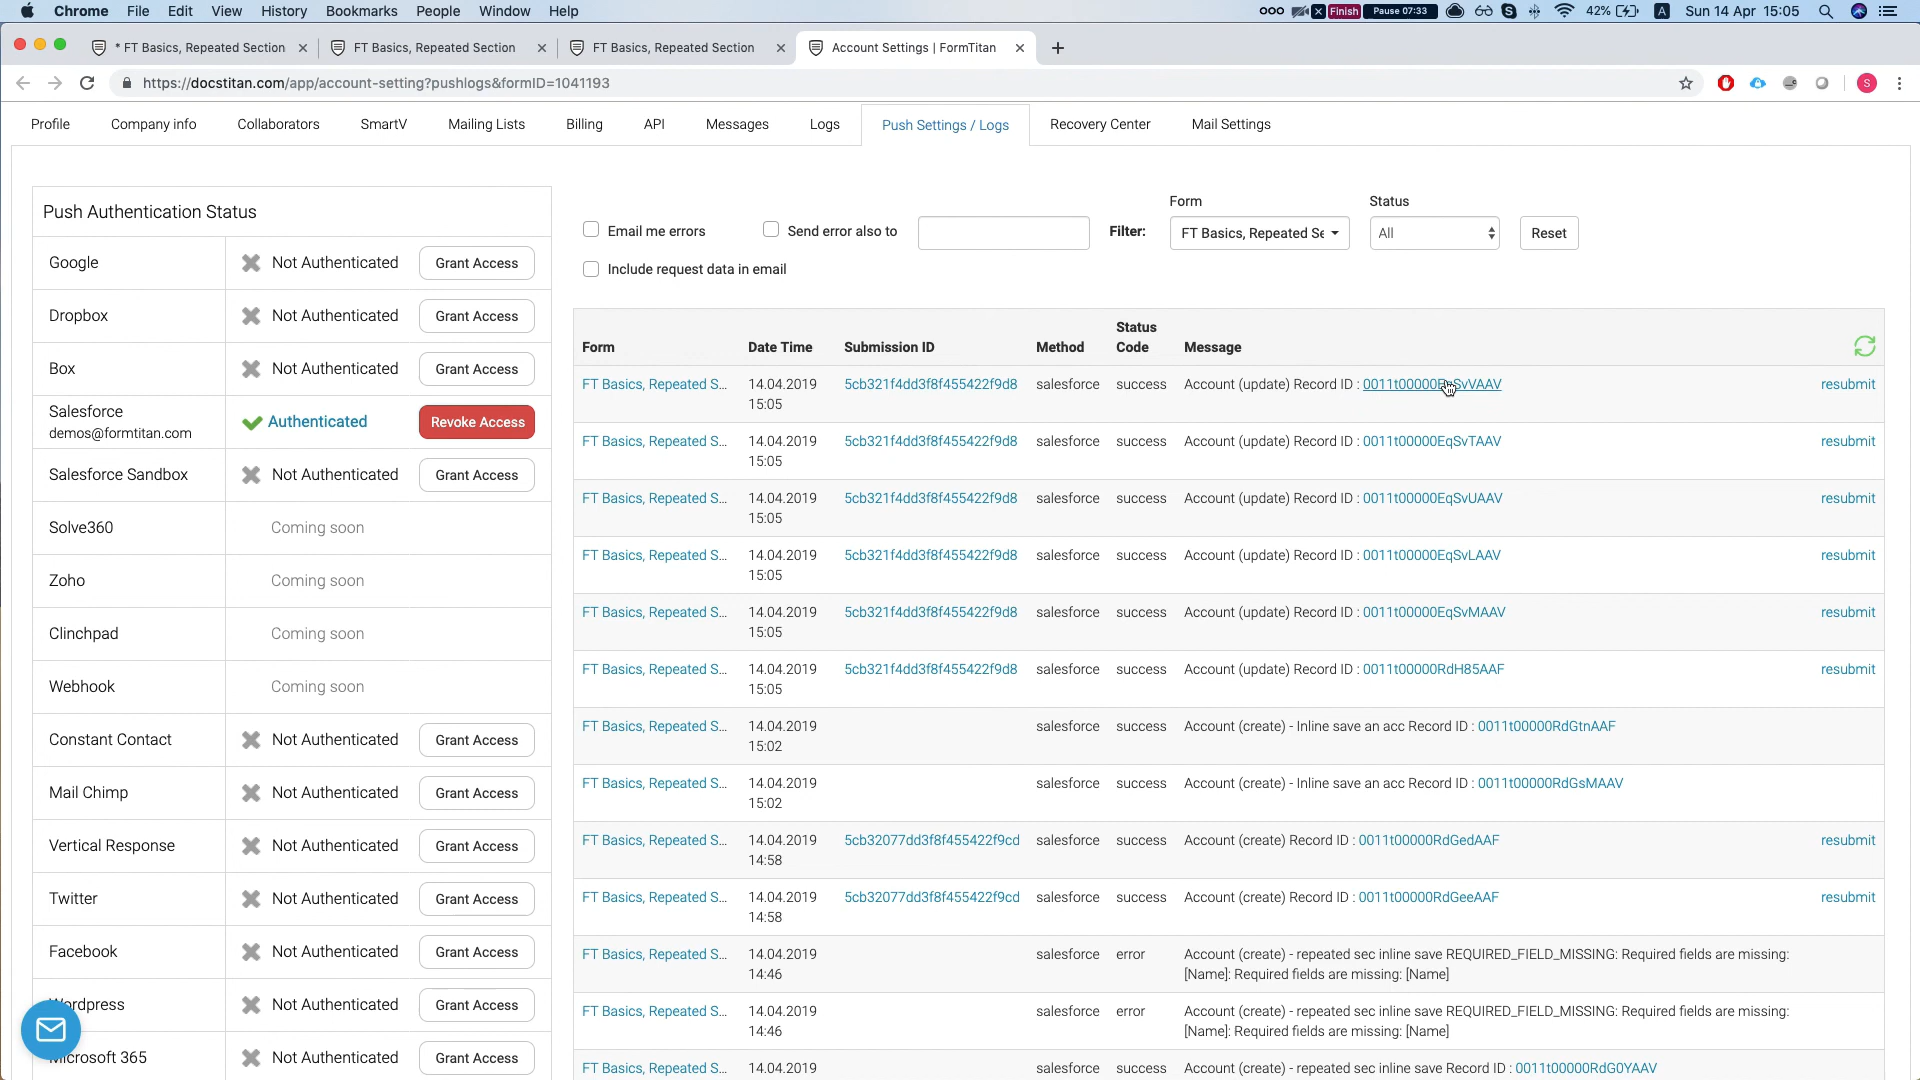 Chrome File Edit View History Bookmarks People Window Help
Finish Pause 07:33 42% A Sun 14 Apr 15:05
* FT Basics, Repeated Section
FT Basics, Repeated Section
FT Basics, Repeated Section
Account Settings | FormTitan
https://docstitan.com/app/account-setting?pushlogs&formID=1041193
S
Profile Company info Collaborators SmartV Mailing Lists Billing API Messages Logs Push Settings / Logs Recovery Center Mail Settings
Push Authentication Status
Google Not Authenticated Grant Access
Dropbox Not Authenticated Grant Access
Box Not Authenticated Grant Access
Salesforce
demos@formtitan.com Authenticated Revoke Access
Salesforce Sandbox Not Authenticated Grant Access
Solve360 Coming soon
Zoho Coming soon
Clinchpad Coming soon
Webhook Coming soon
Constant Contact Not Authenticated Grant Access
Mail Chimp Not Authenticated Grant Access
Vertical Response Not Authenticated Grant Access
Twitter Not Authenticated Grant Access
Facebook Not Authenticated Grant Access
Wordpress Not Authenticated Grant Access
Microsoft 365 Not Authenticated Grant Access
Form Status
Email me errors Send error also to Filter: FT Basics, Repeated Se All Reset
Include request data in email
Form Date Time Submission ID Method Status Code Message
FT Basics, Repeated S... 14.04.2019 5cb321f4dd3f8f455422f9d8 salesforce success Account (update) Record ID : 0011t00000EqSvVAAV resubmit
15:05
FT Basics, Repeated S... 14.04.2019 5cb321f4dd3f8f455422f9d8 salesforce success Account (update) Record ID : 0011t00000EqSvTAAV resubmit
15:05
FT Basics, Repeated S... 14.04.2019 5cb321f4dd3f8f455422f9d8 salesforce success Account (update) Record ID : 0011t00000EqSvUAAV resubmit
15:05
FT Basics, Repeated S... 14.04.2019 5cb321f4dd3f8f455422f9d8 salesforce success Account (update) Record ID : 0011t00000EqSvLAAV resubmit
15:05
FT Basics, Repeated S... 14.04.2019 5cb321f4dd3f8f455422f9d8 salesforce success Account (update) Record ID : 0011t00000EqSvMAAV resubmit
15:05
FT Basics, Repeated S... 14.04.2019 5cb321f4dd3f8f455422f9d8 salesforce success Account (update) Record ID : 0011t00000RdH85AAF resubmit
15:05
FT Basics, Repeated S... 14.04.2019 salesforce success Account (create) - Inline save an acc Record ID : 0011t00000RdGtnAAF
15:02
FT Basics, Repeated S... 14.04.2019 salesforce success Account (create) - Inline save an acc Record ID : 0011t00000RdGsMAAV
15:02
FT Basics, Repeated S... 14.04.2019 5cb32077dd3f8f455422f9cd salesforce success Account (create) Record ID : 0011t00000RdGedAAF resubmit
14:58
FT Basics, Repeated S... 14.04.2019 5cb32077dd3f8f455422f9cd salesforce success Account (create) Record ID : 0011t00000RdGeeAAF resubmit
14:58
FT Basics, Repeated S... 14.04.2019 salesforce error Account (create) - repeated sec inline save REQUIRED_FIELD_MISSING: Required fields are missing:
14:46 [Name]: Required fields are missing: [Name]
FT Basics, Repeated S... 14.04.2019 salesforce error Account (create) - repeated sec inline save REQUIRED_FIELD_MISSING: Required fields are missing:
14:46 [Name]: Required fields are missing: [Name]
FT Basics, Repeated S... 14.04.2019 salesforce success Account (create) - repeated sec inline save Record ID : 0011t00000RdG0YAAV